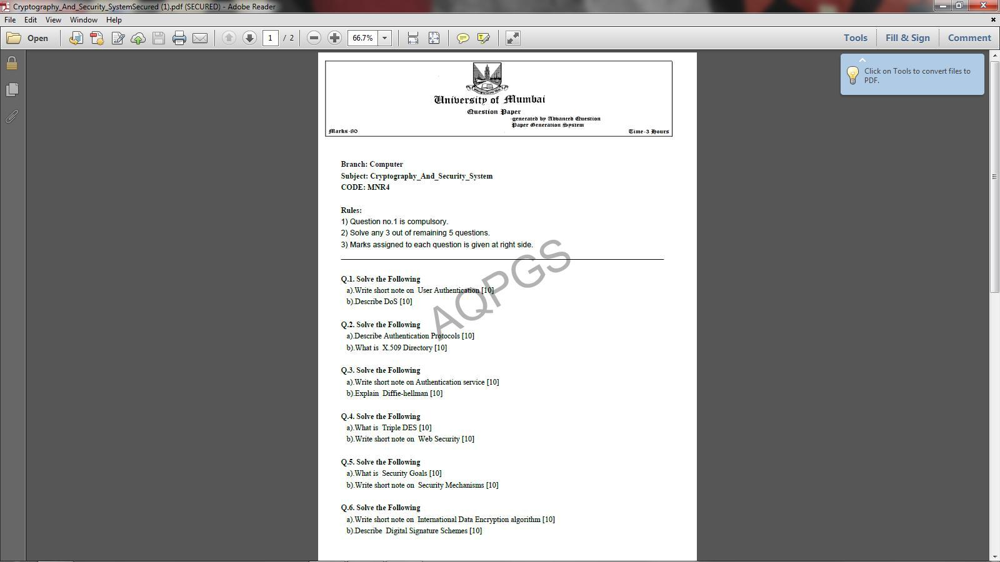 Cryptography_And_Security_SystemSecured (1).pdf (SECURED) - Adobe Reader
File Edit View Window Help
Open 1 / 2 66.7% Tools Fill & Sign Comment
Click on Tools to convert files to
PDF.
University of Mumbai
Question Paper
-generated by Advanced Question
Paper Generation System
Marks-80 Time-3 Hours
Branch: Computer
Subject: Cryptography_And_Security_System
CODE: MNR4
Rules:
1) Question no.1 is compulsory.
2) Solve any 3 out of remaining 5 questions.
3) Marks assigned to each question is given at right side.
AQPGS
Q.1. Solve the Following
a).Write short note on User Authentication [10]
b).Describe DoS [10]
Q.2. Solve the Following
a).Describe Authentication Protocols [10]
b).What is X.509 Directory [10]
Q.3. Solve the Following
a).Write short note on Authentication service [10]
b).Explain Diffie-hellman [10]
Q.4. Solve the Following
a).What is Triple DES [10]
b).Write short note on Web Security [10]
Q.5. Solve the Following
a).What is Security Goals [10]
b).Write short note on Security Mechanisms [10]
Q.6. Solve the Following
a).Write short note on International Data Encryption algorithm [10]
b).Describe Digital Signature Schemes [10]